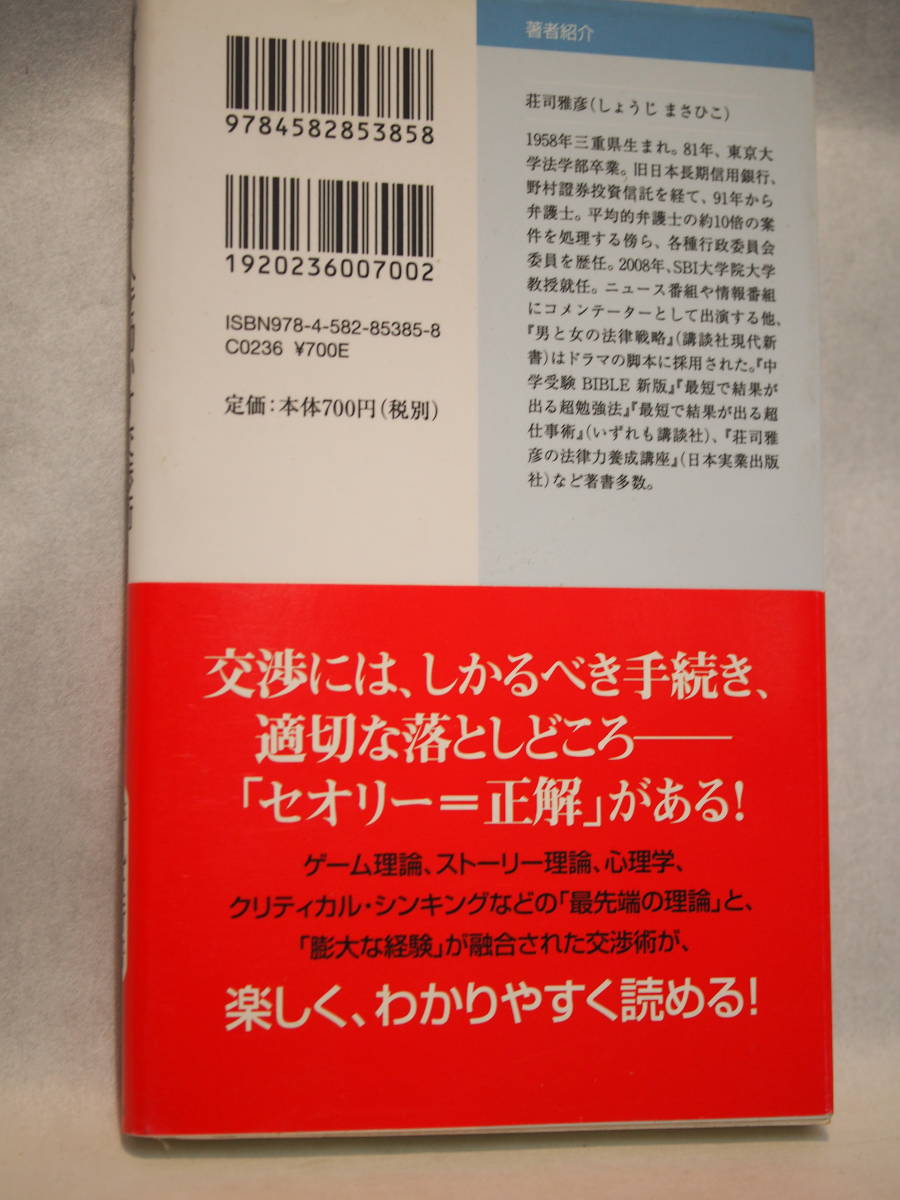 9784582853858
1920236007002
ISBN978-4-582-85385-8
C0236 ¥700E
定価：本体700円（税別）
著者紹介
荘司雅彦（しょうじ まさひこ）
1958年三重県生まれ。81年、東京大
学法学部卒業。旧日本長期信用銀行、
野村證券投資信託を経て、91年から
弁護士。平均的弁護士の約10倍の案
件を処理する傍ら、各種行政委員会
委員を歴任。2008年、SBI大学院大学
教授就任。ニュース番組や情報番組
にコメンテーターとして出演する他、
『男と女の法律戦略』（講談社現代新
書）はドラマの脚本に採用された。『中
学受験 BIBLE 新版』『最短で結果が
出る超勉強法』『最短で結果が出る超
仕事術』（いずれも講談社）、『荘司雅
彦の法律力養成講座』（日本実業出版
社）など著書多数。
交渉には、しかるべき手続き、
適切な落としどころ――
「セオリー＝正解」がある！
ゲーム理論、ストーリー理論、心理学、
クリティカル・シンキングなどの「最先端の理論」と、
「膨大な経験」が融合された交渉術が、
楽しく、わかりやすく読める！